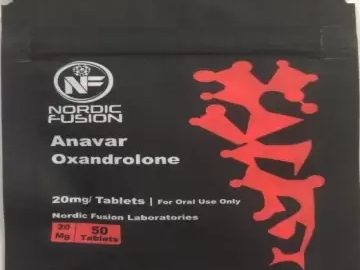 NF
NORDIC
FUSION
Anavar
Oxandrolone
20mg/ Tablets | For Oral Use Only
Nordic Fusion Laboratories
20 Mg 50 Tablets